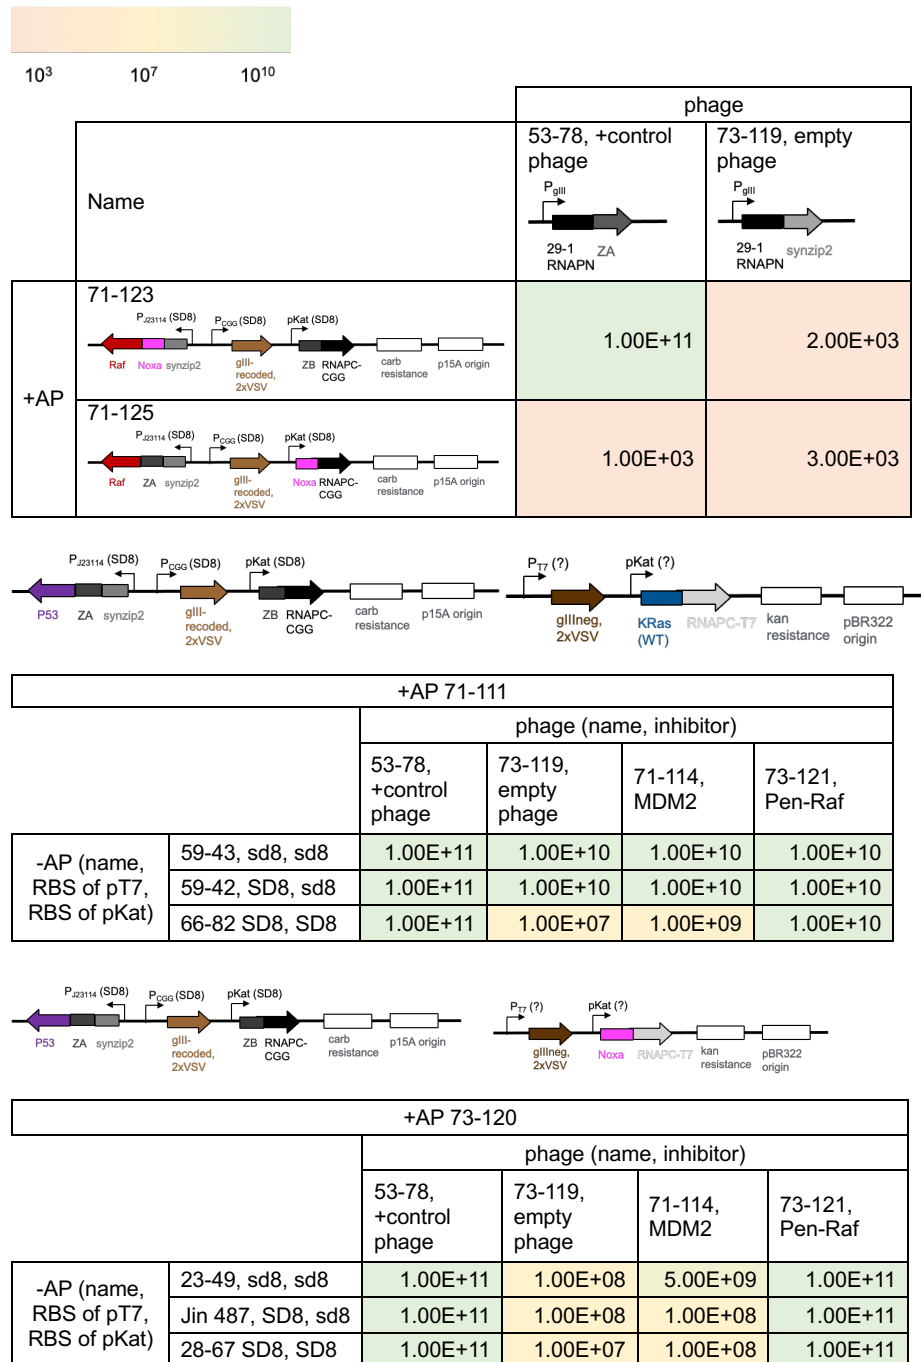 10³ 10⁷ 10¹⁰
phage
Name
53-78, +control
phage
73-119, empty
phage
PgIII
PgIII
29-1
RNAPN
ZA
29-1
RNAPN
synzip2
+AP
71-123
PJ23114 (SD8) PCGG (SD8) pKat (SD8)
Raf Noxa synzip2
gIII-
recoded,
2xVSV
ZB RNAPC-
CGG
carb
resistance
p15A origin
1.00E+11 2.00E+03
71-125
PJ23114 (SD8) PCGG (SD8) pKat (SD8)
Raf ZA synzip2
gIII-
recoded,
2xVSV
Noxa RNAPC-
CGG
carb
resistance
p15A origin
1.00E+03 3.00E+03
PJ23114 (SD8) PCGG (SD8) pKat (SD8)
P53 ZA synzip2
gIII-
recoded,
2xVSV
ZB RNAPC-
CGG
carb
resistance
p15A origin
PT7 (?) pKat (?)
gIIIneg,
2xVSV
KRas
(WT)
RNAPC-T7
kan
resistance
pBR322
origin
+AP 71-111
phage (name, inhibitor)
53-78,
+control
phage
73-119,
empty
phage
71-114,
MDM2
73-121,
Pen-Raf
-AP (name,
RBS of pT7,
RBS of pKat)
59-43, sd8, sd8 1.00E+11 1.00E+10 1.00E+10 1.00E+10
59-42, SD8, sd8 1.00E+11 1.00E+10 1.00E+10 1.00E+10
66-82 SD8, SD8 1.00E+11 1.00E+07 1.00E+09 1.00E+10
PJ23114 (SD8) PCGG (SD8) pKat (SD8)
P53 ZA synzip2
gIII-
recoded,
2xVSV
ZB RNAPC-
CGG
carb
resistance
p15A origin
PT7 (?) pKat (?)
gIIIneg,
2xVSV
Noxa RNAPC-T7
kan
resistance
pBR322
origin
+AP 73-120
phage (name, inhibitor)
53-78,
+control
phage
73-119,
empty
phage
71-114,
MDM2
73-121,
Pen-Raf
-AP (name,
RBS of pT7,
RBS of pKat)
23-49, sd8, sd8 1.00E+11 1.00E+08 5.00E+09 1.00E+11
Jin 487, SD8, sd8 1.00E+11 1.00E+08 1.00E+08 1.00E+11
28-67 SD8, SD8 1.00E+11 1.00E+07 1.00E+08 1.00E+11